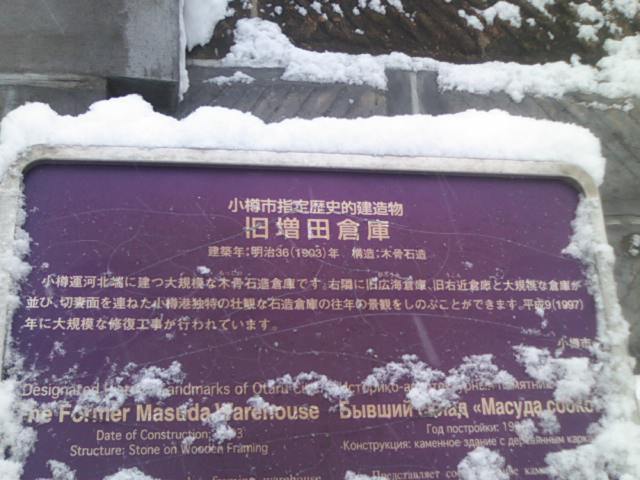 小樽市指定歴史的建造物
旧増田倉庫
建築年:明治36(1903)年 構造:木骨石造
小樽運河北端に建つ大規模な木骨石造倉庫です。右隣に旧広海倉庫、旧右近倉庫と大規模な倉庫が
並び、切妻面を連ねた小樽港独特の壮観な石造倉庫の往年の景観をしのぶことができます。平成9(1997)
年に大規模な修復工事が行われています。
小樽市
Designated Landmarks of Otaru
The Former Masuda Warehouse
Date of Construction:
Structure: Stone on Wooden Framing
warehouse
Историко-
Бывший склад «Масуда
Год постройки:
Конструкция: каменное здание с деревянным
Представляет